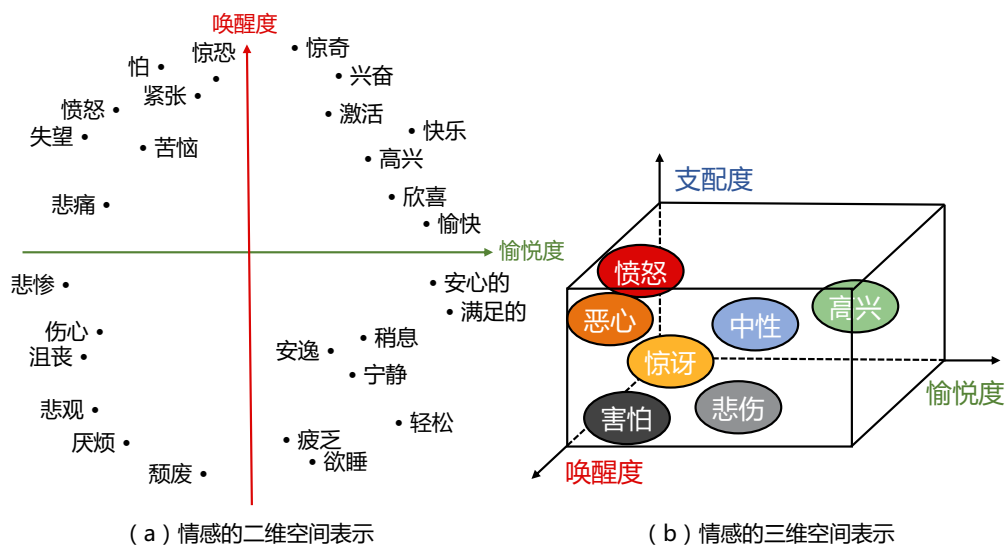 唤醒度
惊恐
惊奇
怕
兴奋
紧张
愤怒
激活
失望
快乐
苦恼
高兴
悲痛
欣喜
愉快
愉悦度
悲惨
安心的
满足的
伤心
稍息
沮丧
安逸
宁静
悲观
轻松
厌烦
疲乏
欲睡
颓废
(a)情感的二维空间表示
支配度
愤怒
恶心
中性
高兴
惊讶
害怕
悲伤
愉悦度
唤醒度
(b)情感的三维空间表示